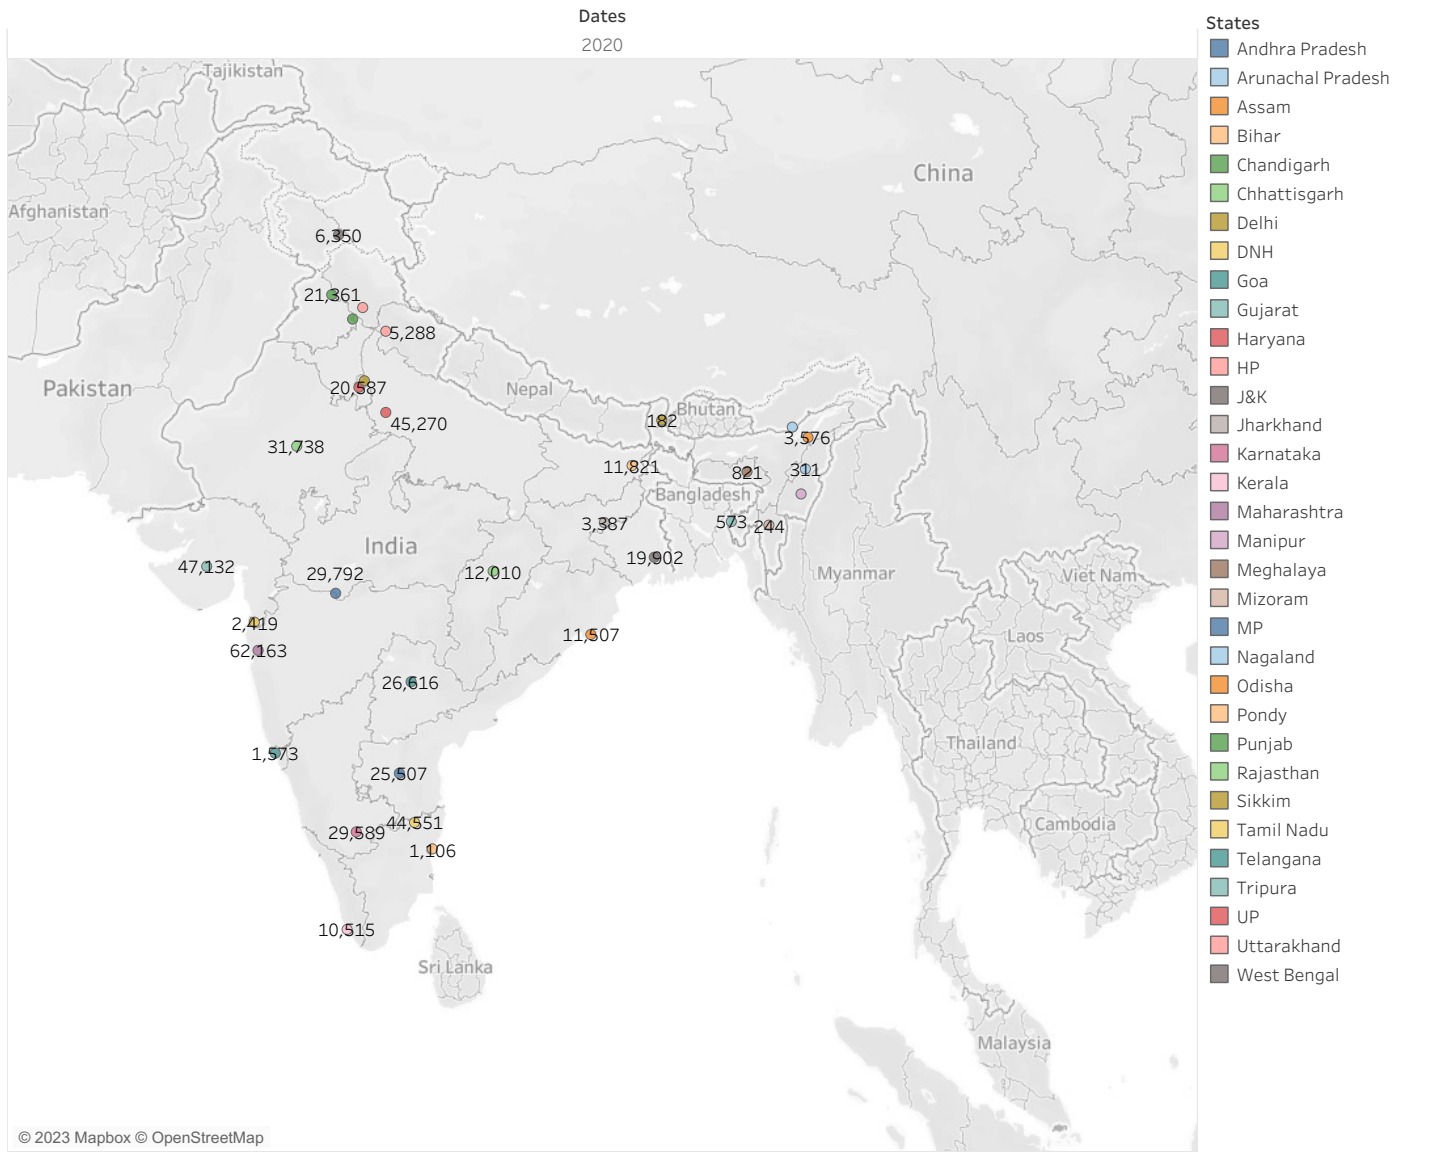 Dates
2020
States
Andhra Pradesh
Arunachal Pradesh
Assam
Bihar
Chandigarh
Chhattisgarh
Delhi
DNH
Goa
Gujarat
Haryana
HP
J&K
Jharkhand
Karnataka
Kerala
Maharashtra
Manipur
Meghalaya
Mizoram
MP
Nagaland
Odisha
Pondy
Punjab
Rajasthan
Sikkim
Tamil Nadu
Telangana
Tripura
UP
Uttarakhand
West Bengal
Tajikistan
China
Afghanistan
6,350
21,361
5,288
Pakistan
20,587
Nepal
Bhutan
182
45,270
3,576
31,738
11,821
821
311
Bangladesh
3,387
573
244
India
19,902
47,132
29,792
12,010
Myanmar
Viet Nam
2,419
11,507
Laos
62,163
26,616
1,573
Thailand
25,507
44,551
29,589
Cambodia
1,106
10,515
Sri Lanka
Malaysia
© 2023 Mapbox © OpenStreetMap